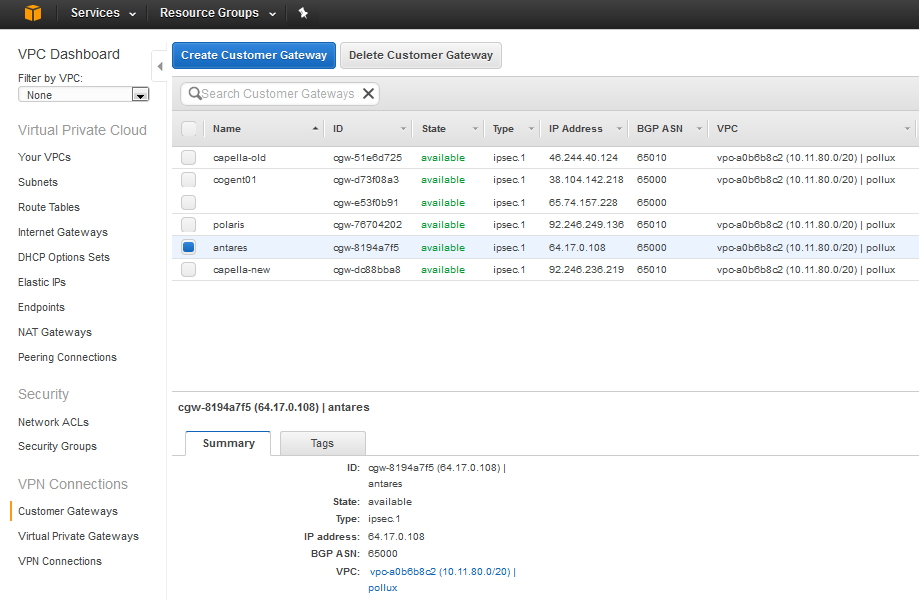 Services Resource Groups
VPC Dashboard
Filter by VPC:
None
Virtual Private Cloud
Your VPCs
Subnets
Route Tables
Internet Gateways
DHCP Options Sets
Elastic IPs
Endpoints
NAT Gateways
Peering Connections
Security
Network ACLs
Security Groups
VPN Connections
Customer Gateways
Virtual Private Gateways
VPN Connections
Create Customer Gateway Delete Customer Gateway
Search Customer Gateways
Name ID State Type IP Address BGP ASN VPC
capella-old cgw-51e6d725 available ipsec.1 46.244.40.124 65010 vpc-a0b6b8c2 (10.11.80.0/20) | pollux
cogent01 cgw-d73f08a3 available ipsec.1 38.104.142.218 65000 vpc-a0b6b8c2 (10.11.80.0/20) | pollux
cgw-e53f0b91 available ipsec.1 65.74.157.228 65000
polaris cgw-76704202 available ipsec.1 92.246.249.136 65010 vpc-a0b6b8c2 (10.11.80.0/20) | pollux
antares cgw-8194a7f5 available ipsec.1 64.17.0.108 65000 vpc-a0b6b8c2 (10.11.80.0/20) | pollux
capella-new cgw-dc88bba8 available ipsec.1 92.246.236.219 65010 vpc-a0b6b8c2 (10.11.80.0/20) | pollux
cgw-8194a7f5 (64.17.0.108) | antares
Summary Tags
ID: cgw-8194a7f5 (64.17.0.108) |
antares
State: available
Type: ipsec.1
IP address: 64.17.0.108
BGP ASN: 65000
VPC: vpc-a0b6b8c2 (10.11.80.0/20) |
pollux